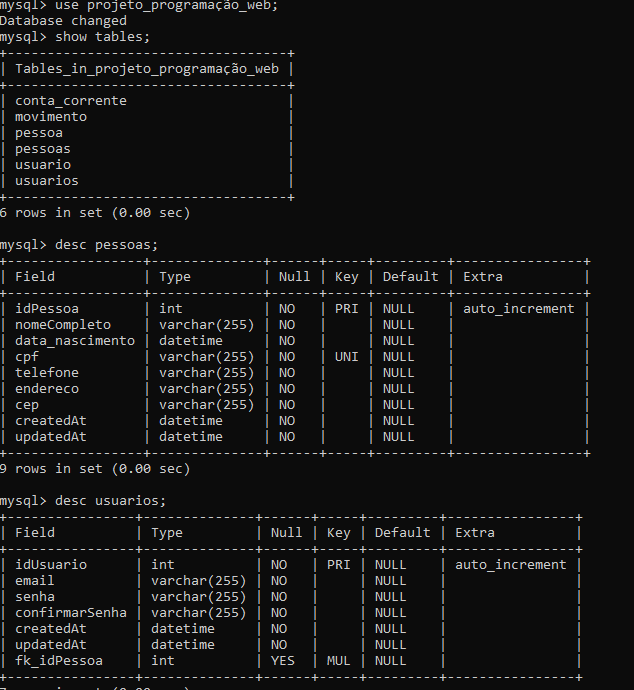 mysql> use projeto_programação_web;
Database changed
mysql> show tables;
+----------------------------------+
| Tables_in_projeto_programação_web |
+----------------------------------+
| conta_corrente                   |
| movimento                        |
| pessoa                           |
| pessoas                          |
| usuario                          |
| usuarios                         |
+----------------------------------+
6 rows in set (0.00 sec)

mysql> desc pessoas;
+-----------------+--------------+------+-----+---------+----------------+
| Field           | Type         | Null | Key | Default | Extra          |
+-----------------+--------------+------+-----+---------+----------------+
| idPessoa        | int          | NO   | PRI | NULL    | auto_increment |
| nomeCompleto    | varchar(255) | NO   |     | NULL    |                |
| data_nascimento | datetime     | NO   |     | NULL    |                |
| cpf             | varchar(255) | NO   | UNI | NULL    |                |
| telefone        | varchar(255) | NO   |     | NULL    |                |
| endereco        | varchar(255) | NO   |     | NULL    |                |
| cep             | varchar(255) | NO   |     | NULL    |                |
| createdAt       | datetime     | NO   |     | NULL    |                |
| updatedAt       | datetime     | NO   |     | NULL    |                |
+-----------------+--------------+------+-----+---------+----------------+
9 rows in set (0.00 sec)

mysql> desc usuarios;
+----------------+--------------+------+-----+---------+----------------+
| Field          | Type         | Null | Key | Default | Extra          |
+----------------+--------------+------+-----+---------+----------------+
| idUsuario      | int          | NO   | PRI | NULL    | auto_increment |
| email          | varchar(255) | NO   |     | NULL    |                |
| senha          | varchar(255) | NO   |     | NULL    |                |
| confirmarSenha | varchar(255) | NO   |     | NULL    |                |
| createdAt      | datetime     | NO   |     | NULL    |                |
| updatedAt      | datetime     | NO   |     | NULL    |                |
| fk_idPessoa    | int          | YES  | MUL | NULL    |                |
+----------------+--------------+------+-----+---------+----------------+